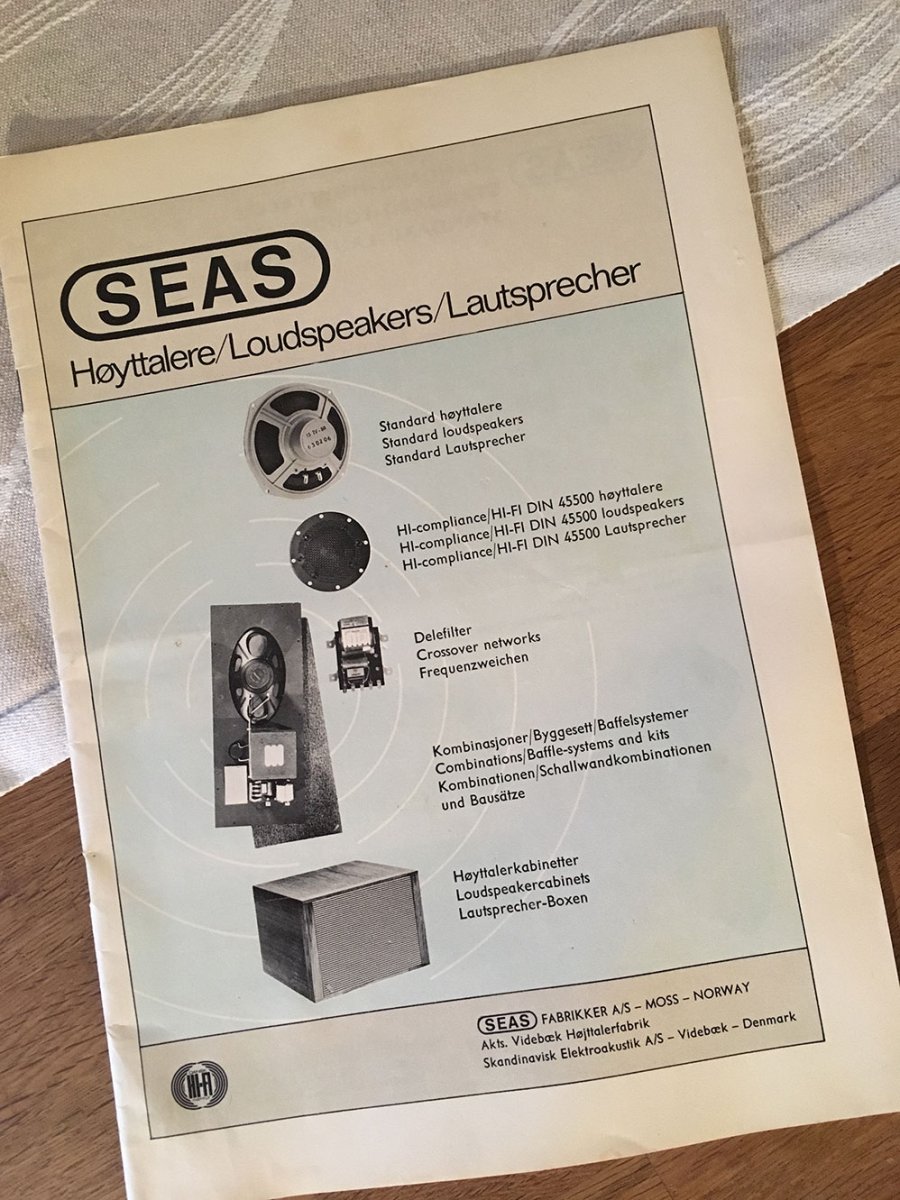 SEAS
Høyttalere/Loudspeakers/Lautsprecher
Standard høyttalere
Standard loudspeakers
Standard Lautsprecher
HI-compliance/HI-FI DIN 45500 høyttalere
HI-compliance/HI-FI DIN 45500 loudspeakers
HI-compliance/HI-FI DIN 45500 Lautsprecher
Delefilter
Crossover networks
Frequenzweichen
Kombinasjoner/Byggesett/Baffelsystemer
Combinations/Baffle-systems and kits
Kombinationen/Schallwandkombinationen
und Bausätze
Høyttalerkabinetter
Loudspeakercabinets
Lautsprecher-Boxen
SEAS FABRIKKER A/S – MOSS – NORWAY
Akts. Videbæk Højttalerfabrik
Skandinavisk Elektroakustik A/S – Videbæk – Denmark
HI-FI